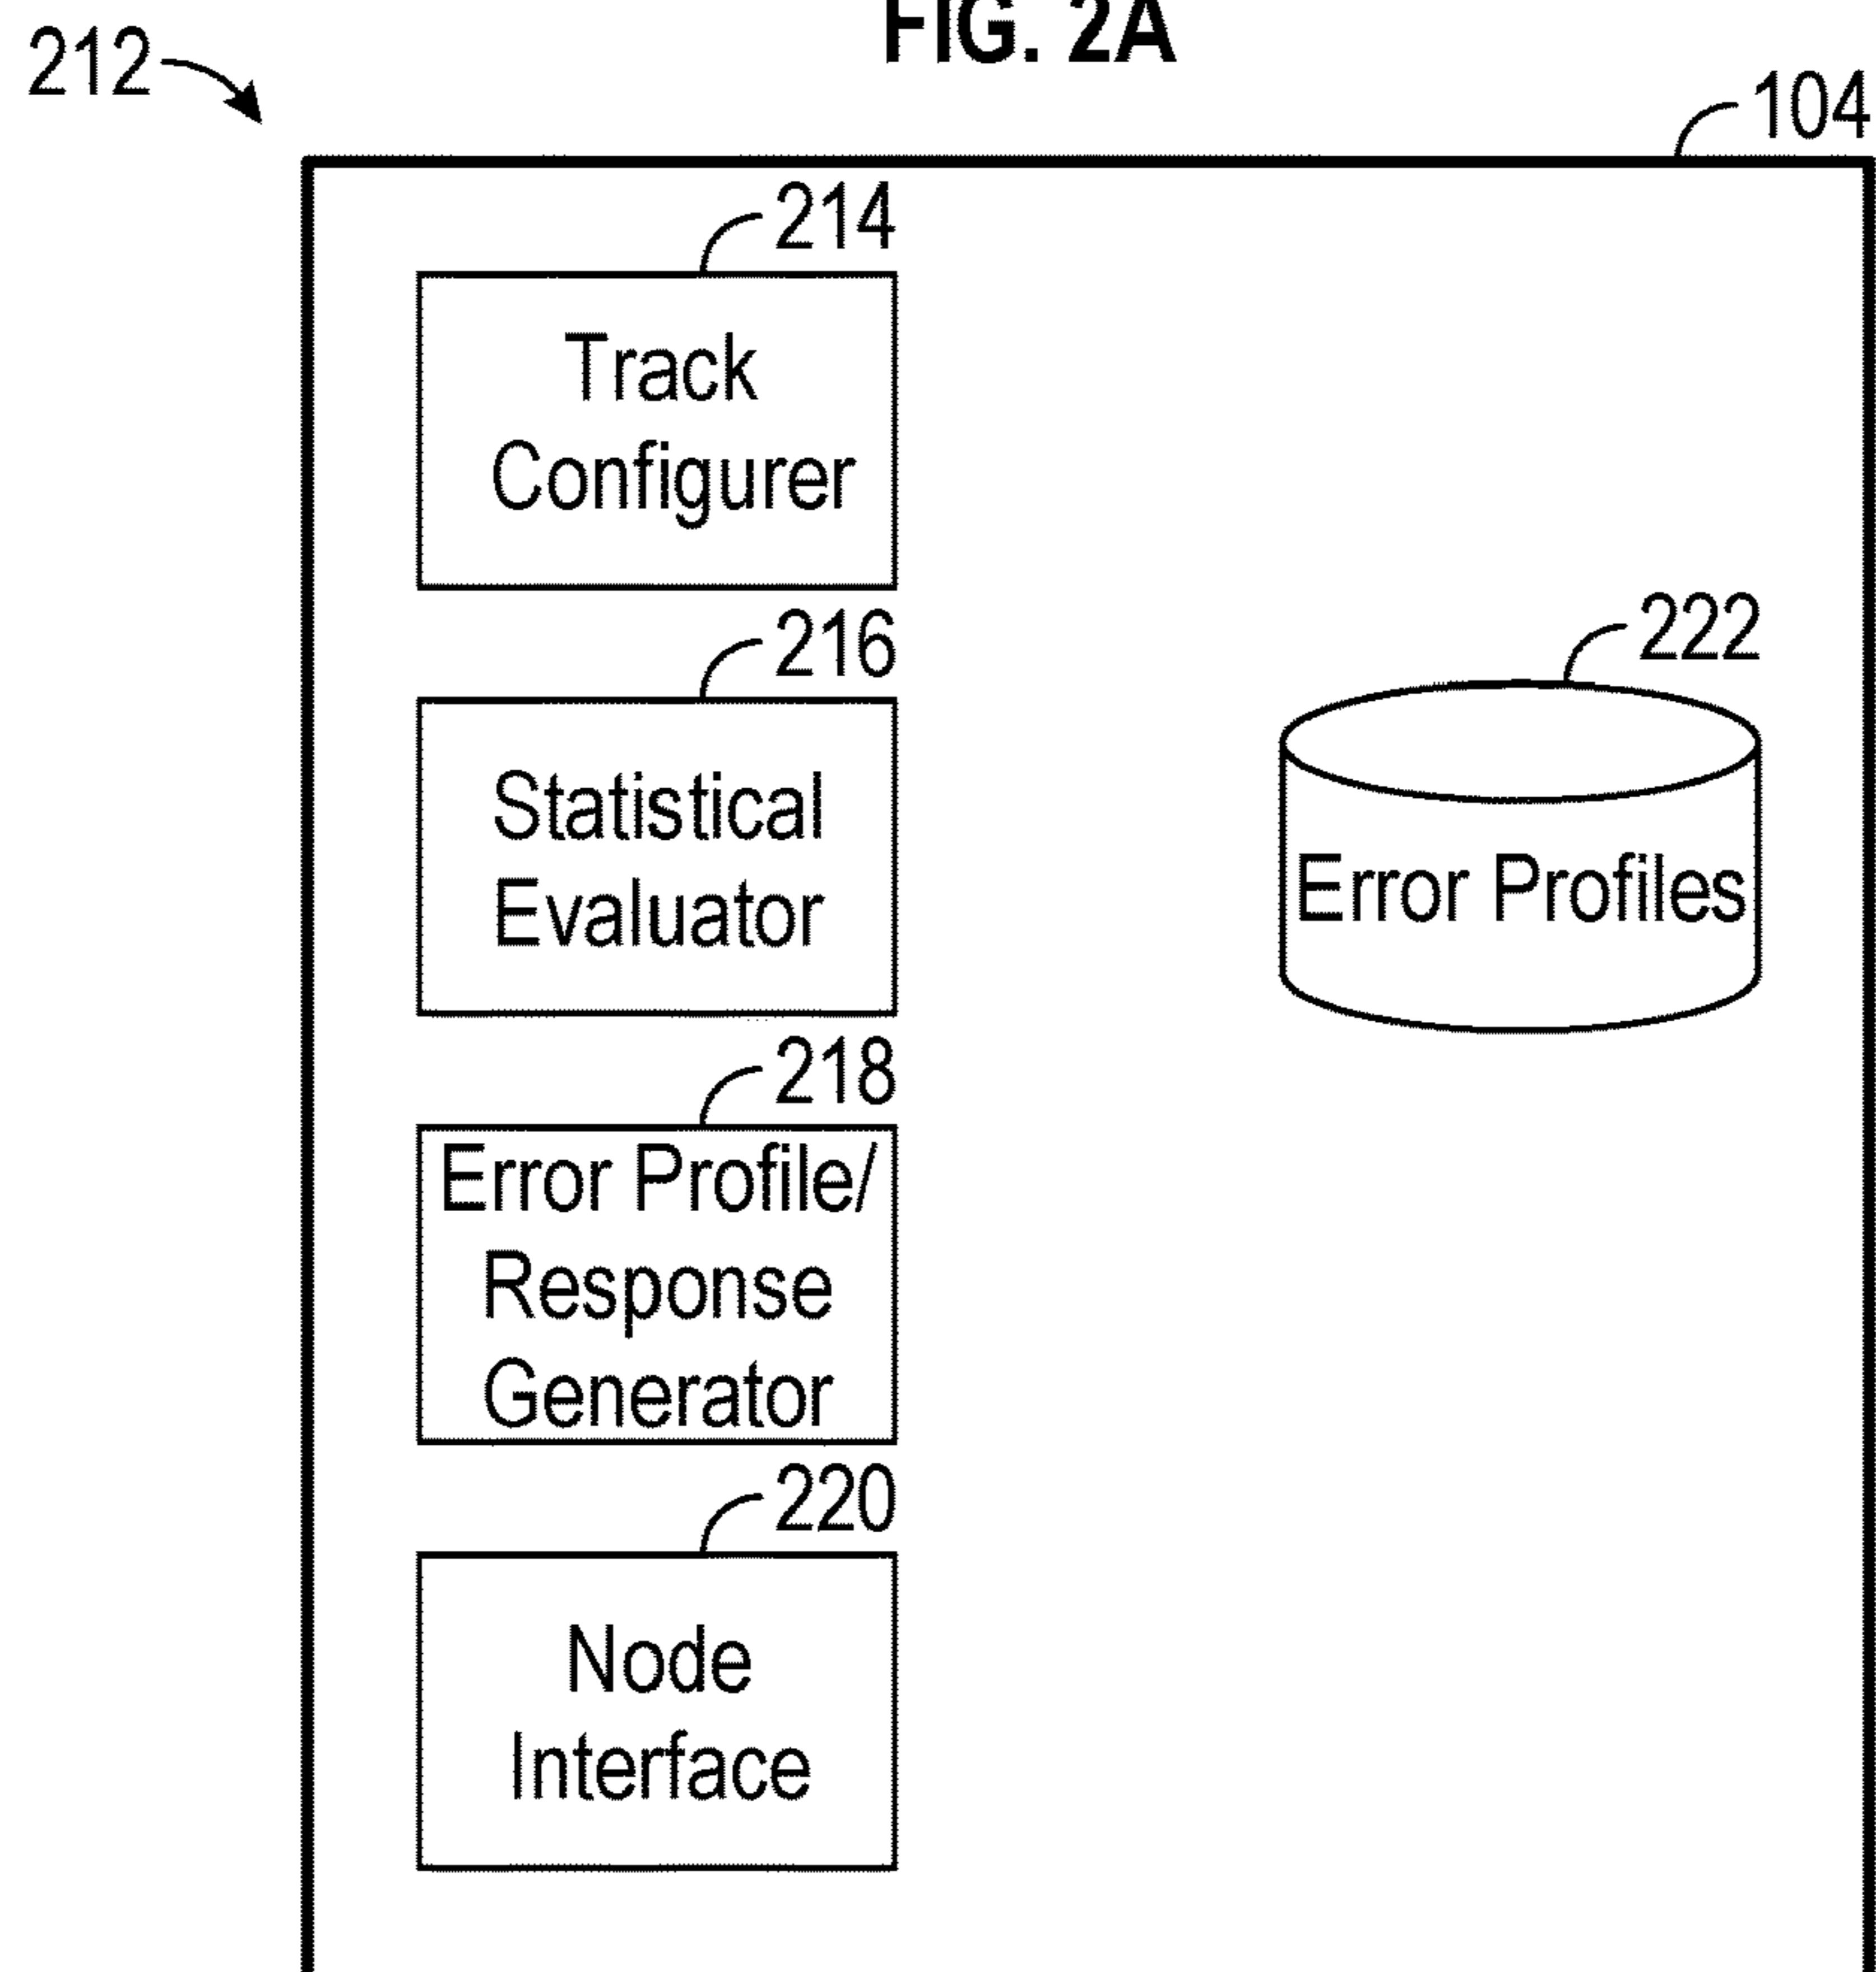 FIG. 2A
212
104
214
Track
Configurer
216
222
Statistical
Evaluator
Error Profiles
218
Error Profile/
Response
Generator
220
Node
Interface